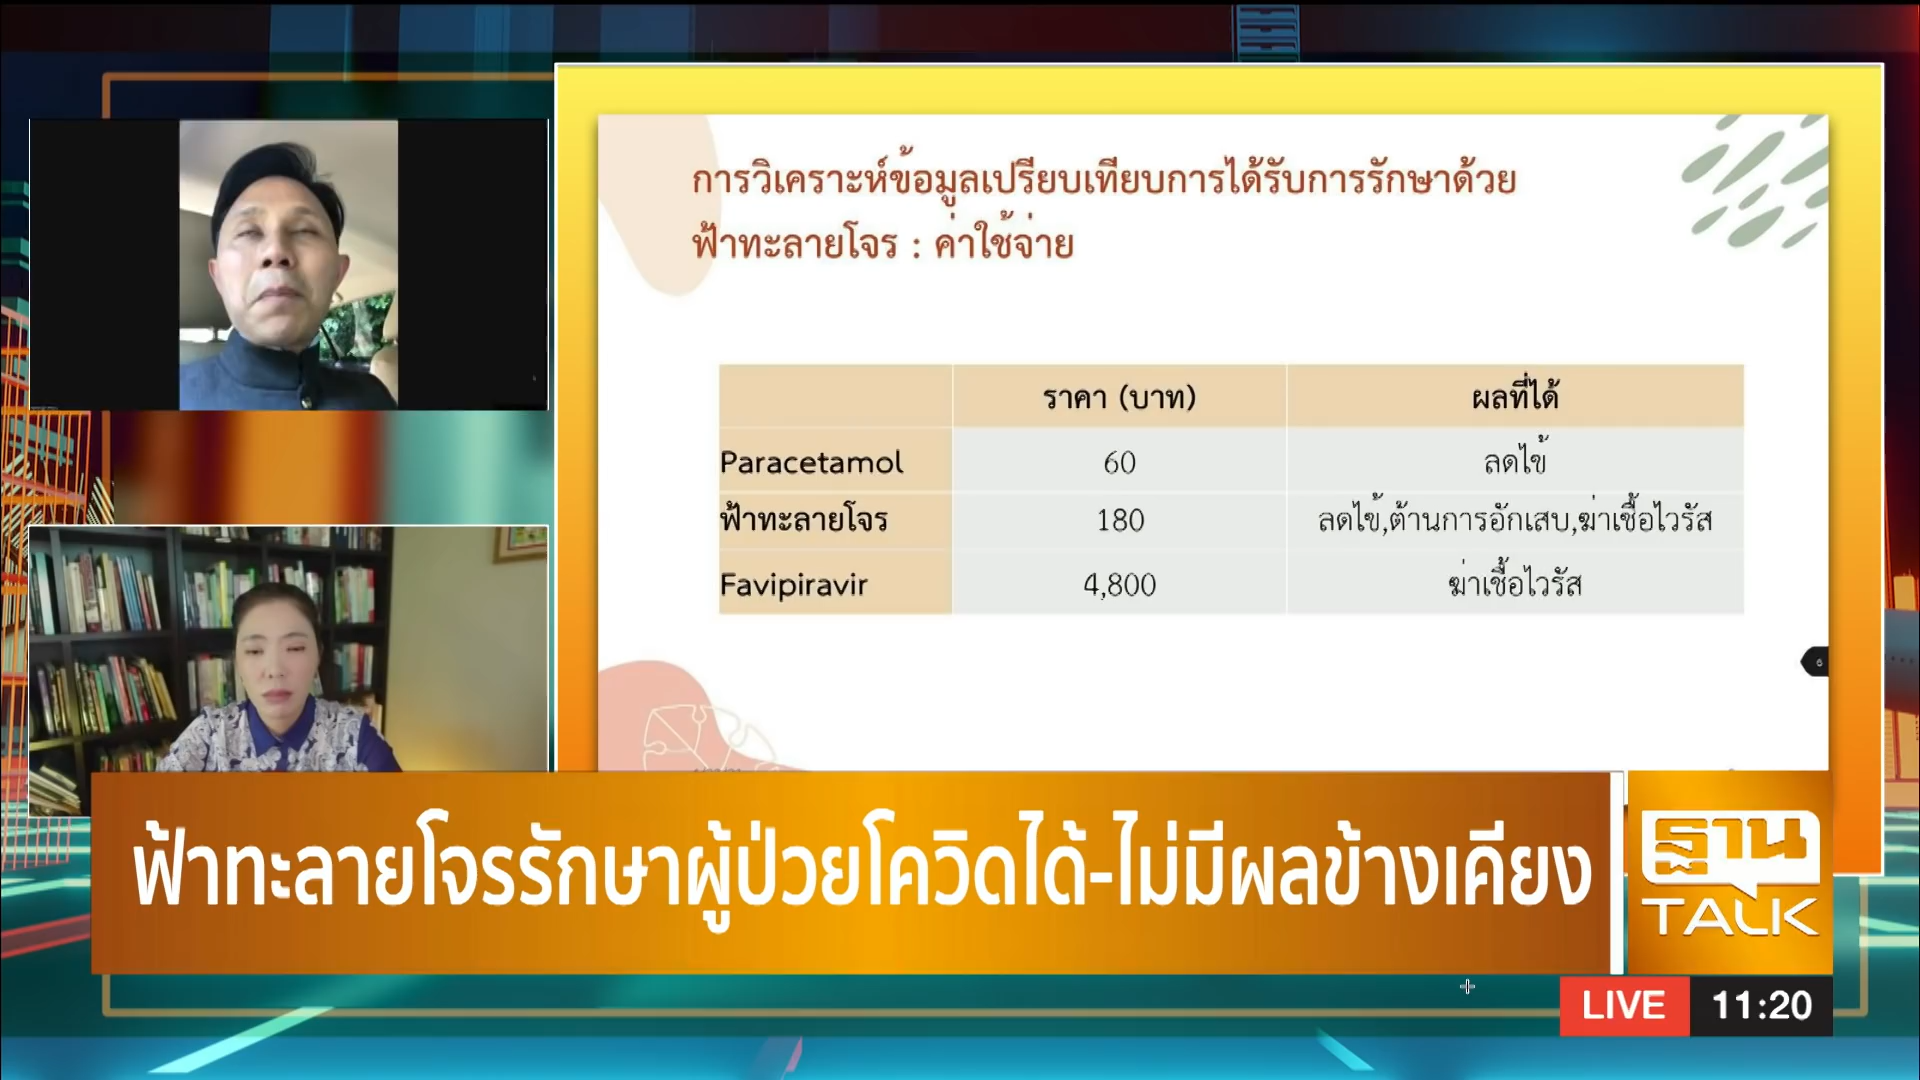 การวิเคราะห์ข้อมูลเปรียบเทียบการได้รับการรักษาด้วย
ฟ้าทะลายโจร : ค่าใช้จ่าย
ราคา (บาท) ผลที่ได้
Paracetamol 60 ลดไข้
ฟ้าทะลายโจร 180 ลดไข้,ต้านการอักเสบ,ฆ่าเชื้อไวรัส
Favipiravir 4,800 ฆ่าเชื้อไวรัส
6
ฟ้าทะลายโจรรักษาผู้ป่วยโควิดได้-ไม่มีผลข้างเคียง
ฐาน
TALK
LIVE 11:20